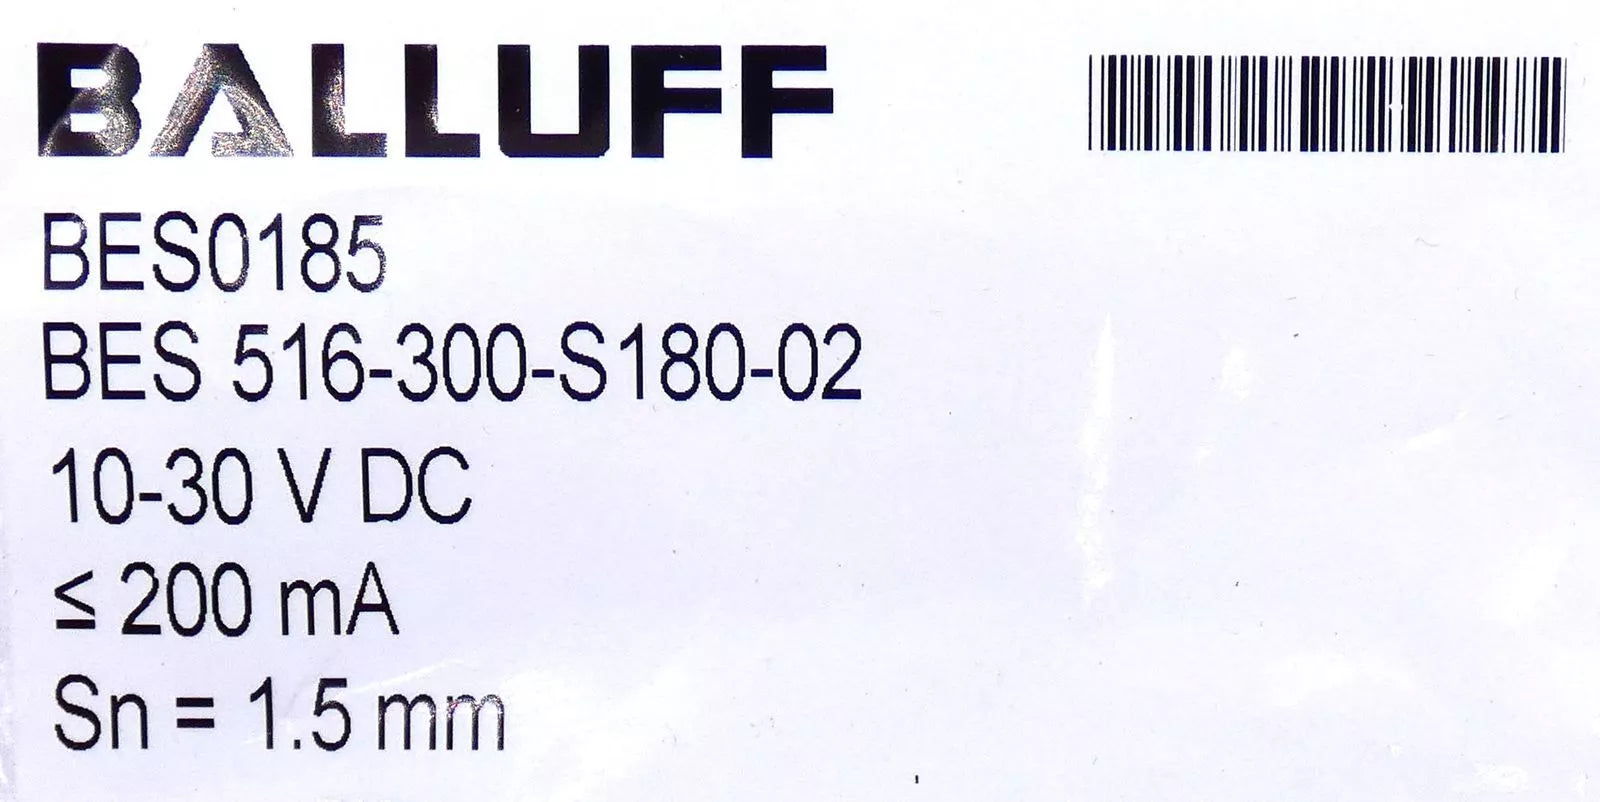 BALLUFF
BES0185
BES 516-300-S180-02
10-30 V DC
≤ 200 mA
Sn = 1.5 mm